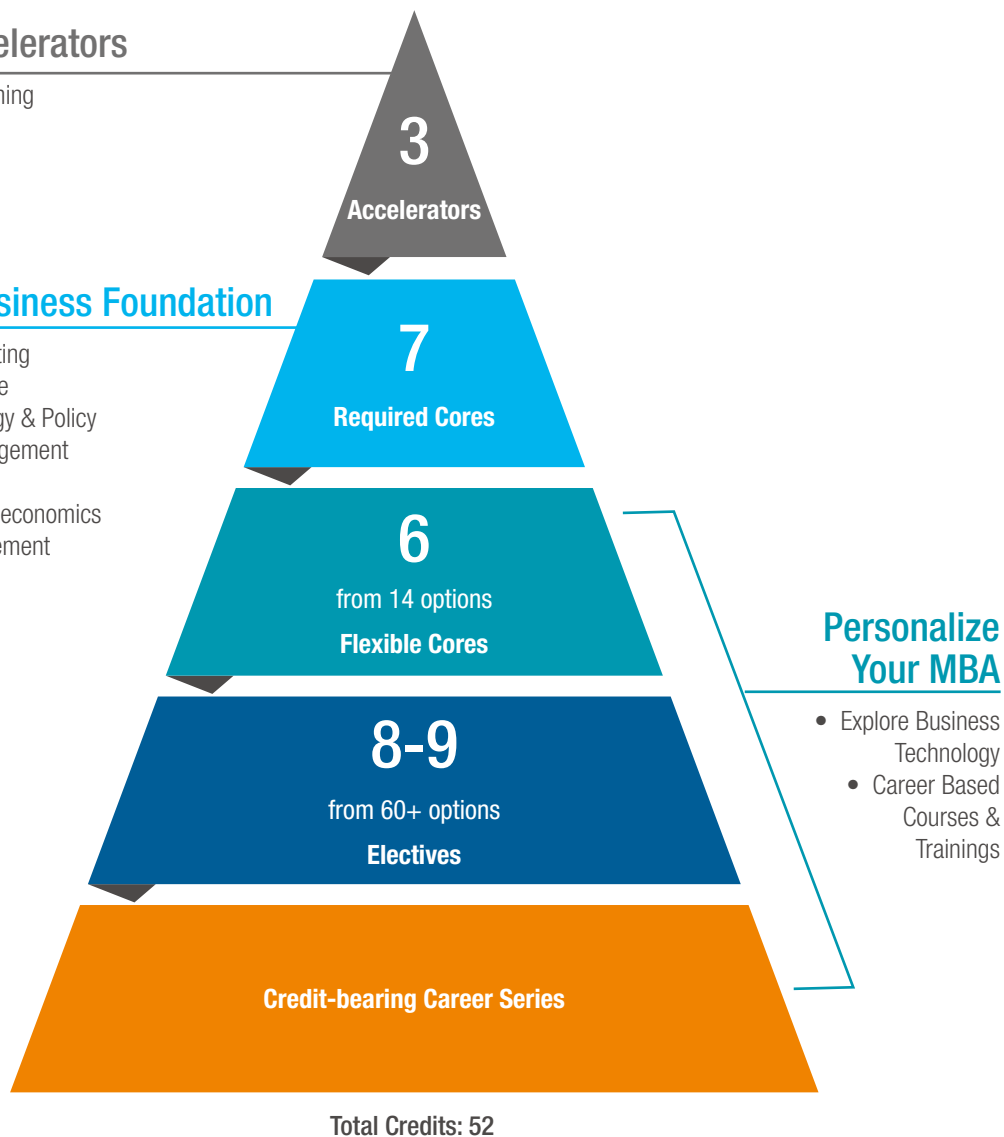 elerators
ning
3
Accelerators
siness Foundation
ting
e
gy & Policy
gement
economics
ement
7
Required Cores
6
from 14 options
Flexible Cores
8-9
from 60+ options
Electives
Personalize
Your MBA
• Explore Business
Technology
• Career Based
Courses &
Trainings
Credit-bearing Career Series
Total Credits: 52